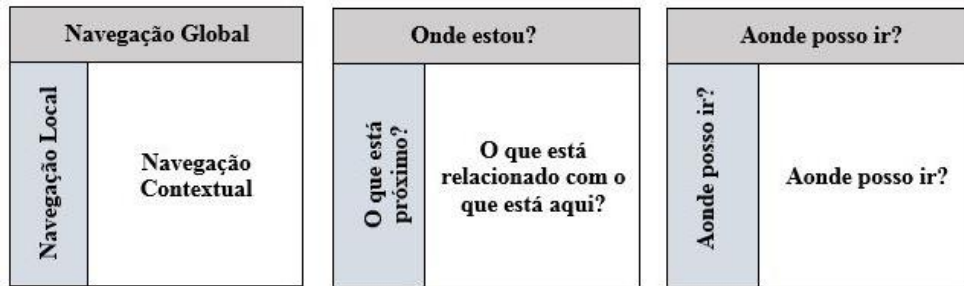 Navegação Global
Navegação Local
Navegação
Contextual
Onde estou?
O que está
próximo?
O que está
relacionado com o
que está aqui?
Aonde posso ir?
Aonde posso ir?
Aonde posso ir?